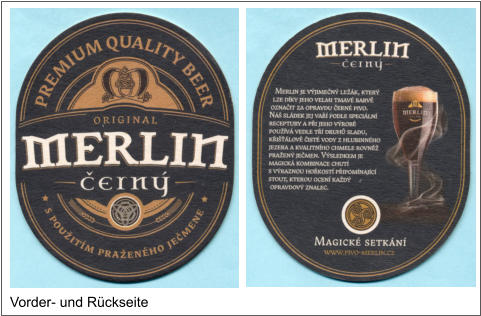 PREMIUM QUALITY BEER
ORIGINAL
MERLIN
ČERNÝ
S POUŽITÍM PRAŽENÉHO JEČMENE
MERLIN
ČERNÝ
MERLIN JE VÝJIMEČNÝ LEŽÁK, KTERÝ
LZE DÍKY JEHO VELMI TMAVÉ BARVĚ
OZNAČIT ZA OPRAVDU ČERNÉ PIVO.
NÁŠ SLÁDEK JEJ VAŘÍ PODLE SPECIÁLNÍ
RECEPTURY A PŘI JEHO VÝROBĚ
POUŽÍVÁ VEDLE TŘÍ DRUHŮ SLADU,
KŘIŠŤÁLOVĚ ČISTÉ VODY Z HLUBINNÉHO
JEZERA A KVALITNÍHO CHMELE ROVNĚŽ
PRAŽENÝ JEČMEN. VÝSLEDKEM JE
MAGICKÁ KOMBINACE CHUTÍ
S VÝRAZNOU HOŘKOSTÍ PŘIPOMÍNAJÍCÍ
STOUT, KTEROU OCENÍ KAŽDÝ
OPRAVDOVÝ ZNALEC.
MERLIN
MAGICKÉ SETKÁNÍ
WWW.PIVO-MERLIN.CZ
Vorder- und Rückseite